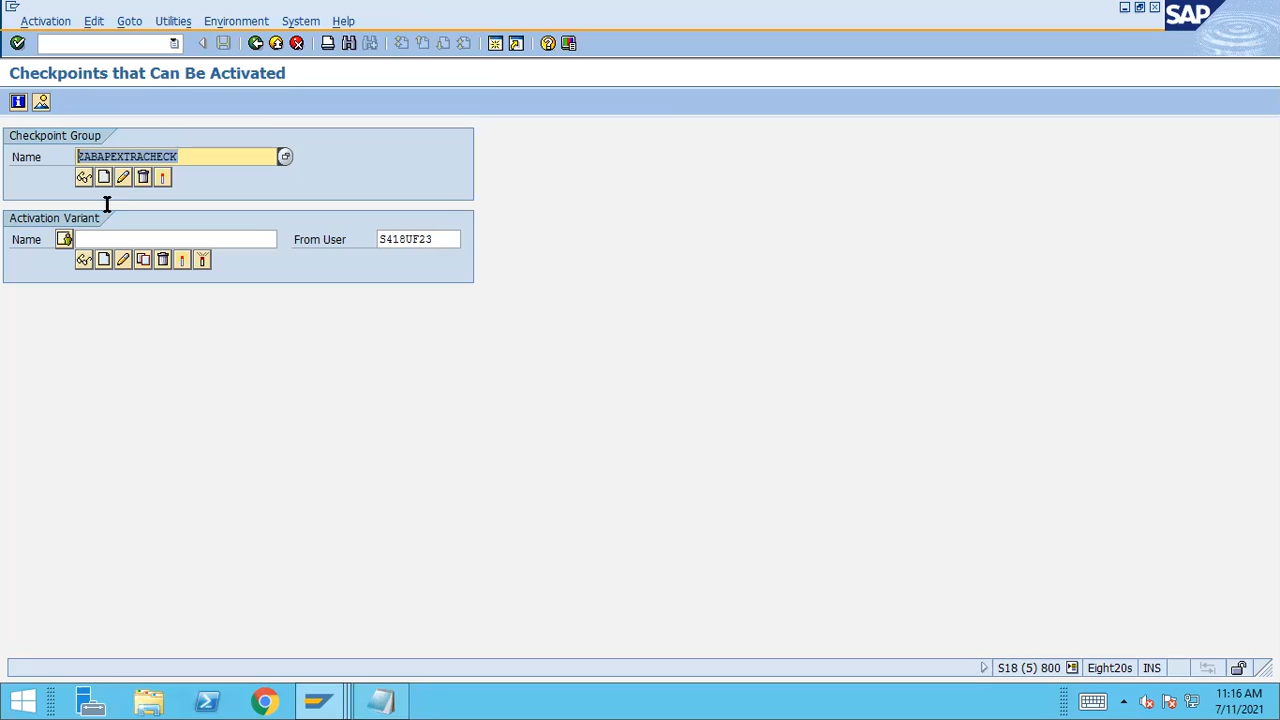 Activation Edit Goto Utilities Environment System Help
SAP
Checkpoints that Can Be Activated
Checkpoint Group
Name ZABAPEXTRACHECK
Activation Variant
Name From User S418UF23
S18 (5) 800 Eight20s INS
11:16 AM
7/11/2021